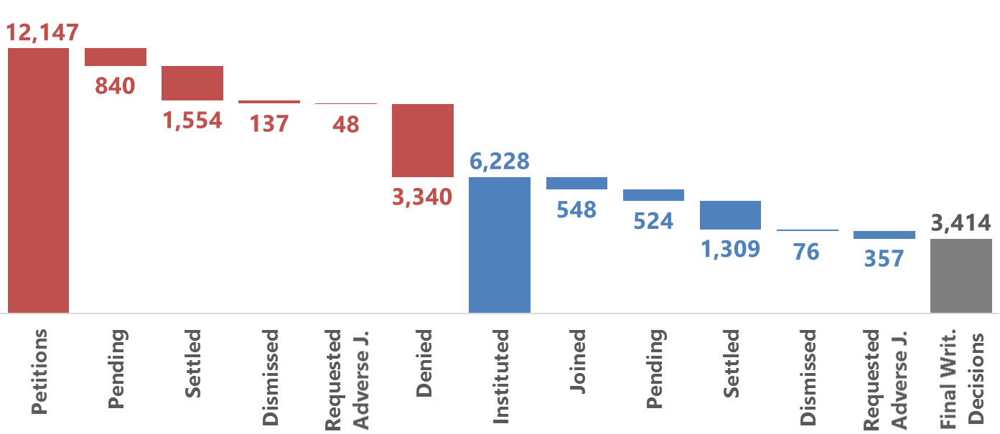 12,147
840
1,554
137
48
3,340
6,228
548
524
1,309
76
357
3,414
Petitions
Pending
Settled
Dismissed
Requested
Adverse J.
Denied
Instituted
Joined
Pending
Settled
Dismissed
Requested
Adverse J.
Final Writ.
Decisions